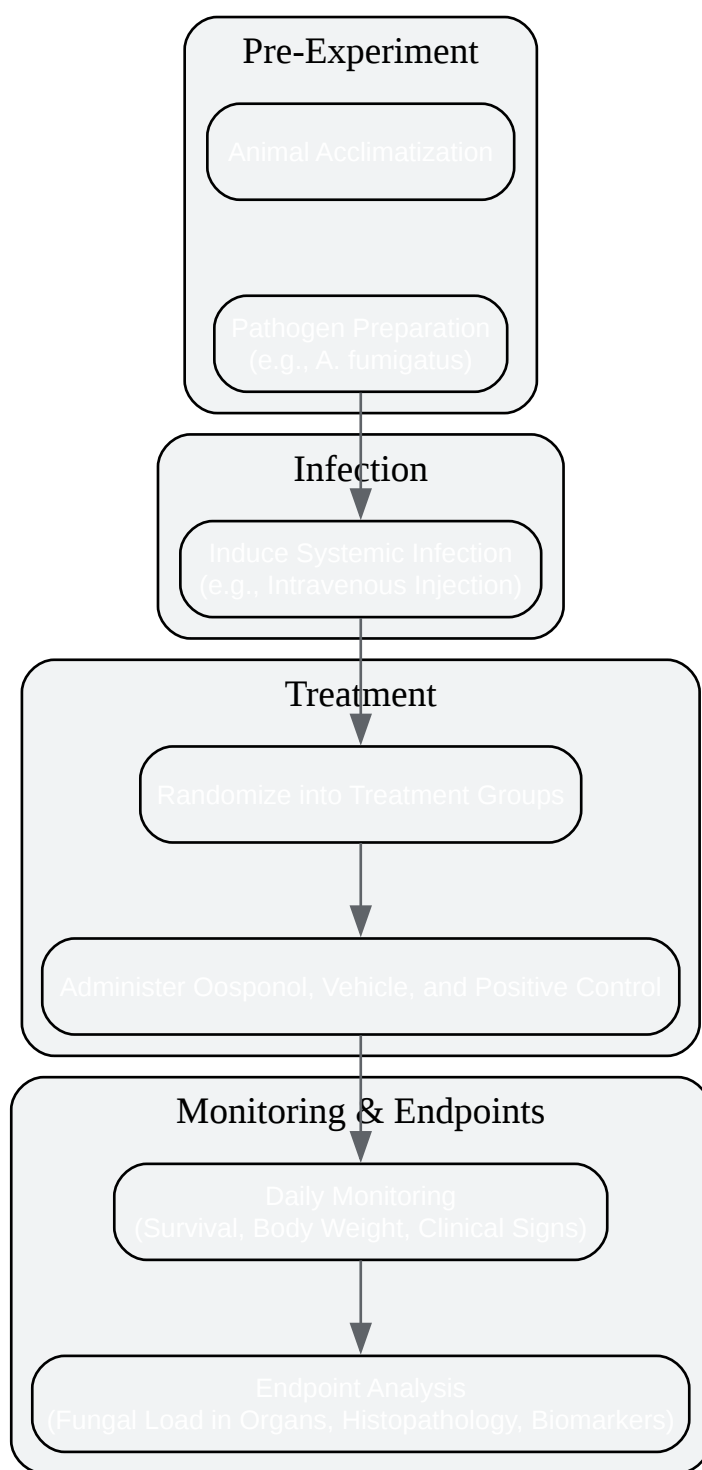 Pre-Experiment
Animal Acclimatization
Pathogen Preparation
(e.g., A. fumigatus)
Infection
Induce Systemic Infection
(e.g., Intravenous Injection)
Treatment
Randomize into Treatment Groups
Administer Oosponol, Vehicle, and Positive Control
Monitoring & Endpoints
Daily Monitoring
(Survival, Body Weight, Clinical Signs)
Endpoint Analysis
(Fungal Load in Organs, Histopathology, Biomarkers)